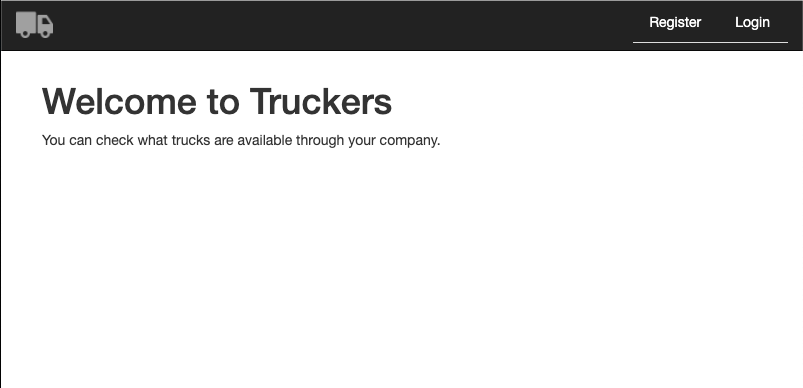 Register Login
Welcome to Truckers
You can check what trucks are available through your company.